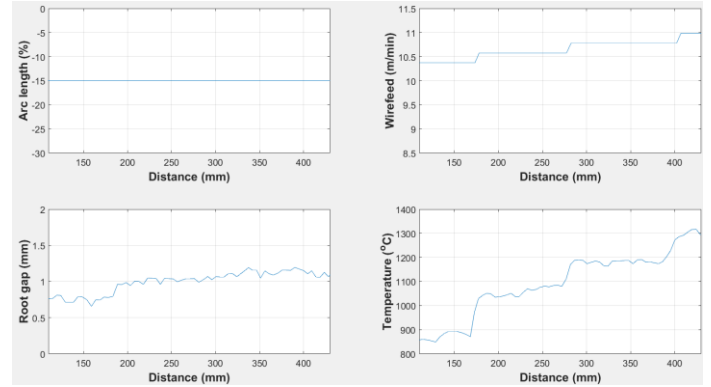 0
-5
-10
-15
-20
-25
-30
Arc length (%)
150 200 250 300 350 400
Distance (mm)
11.5
11
10.5
10
9.5
9
8.5
Wirefeed (m/min)
150 200 250 300 350 400
Distance (mm)
2
1.5
1
0.5
0
Root gap (mm)
150 200 250 300 350 400
Distance (mm)
1400
1300
1200
1100
1000
900
800
Temperature (°C)
150 200 250 300 350 400
Distance (mm)